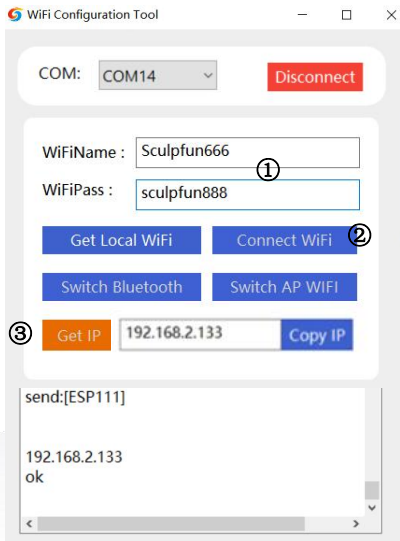 WiFi Configuration Tool
COM: COM14 Disconnect
WiFiName : Sculpfun666
①
WiFiPass : sculpfun888
Get Local WiFi Connect WiFi ②
Switch Bluetooth Switch AP WIFI
③ Get IP 192.168.2.133 Copy IP
send:[ESP111]
192.168.2.133
ok